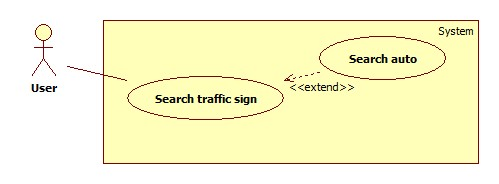 System
Search auto
User
<<extend>>
Search traffic sign